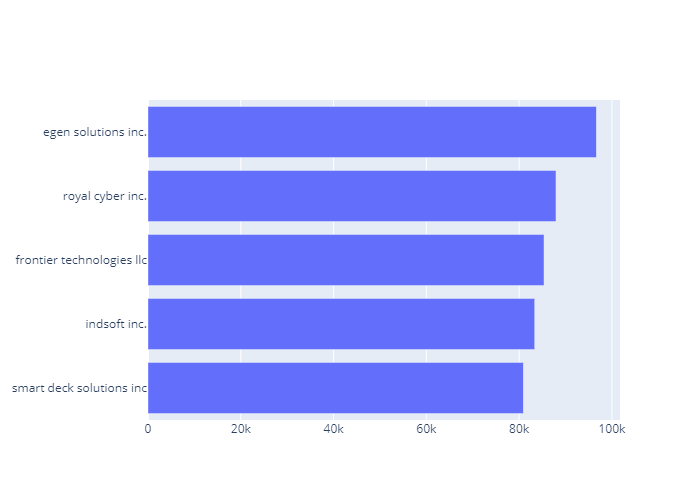 egen solutions inc.
royal cyber inc.
frontier technologies llc
indsoft inc.
smart deck solutions inc
0 20k 40k 60k 80k 100k